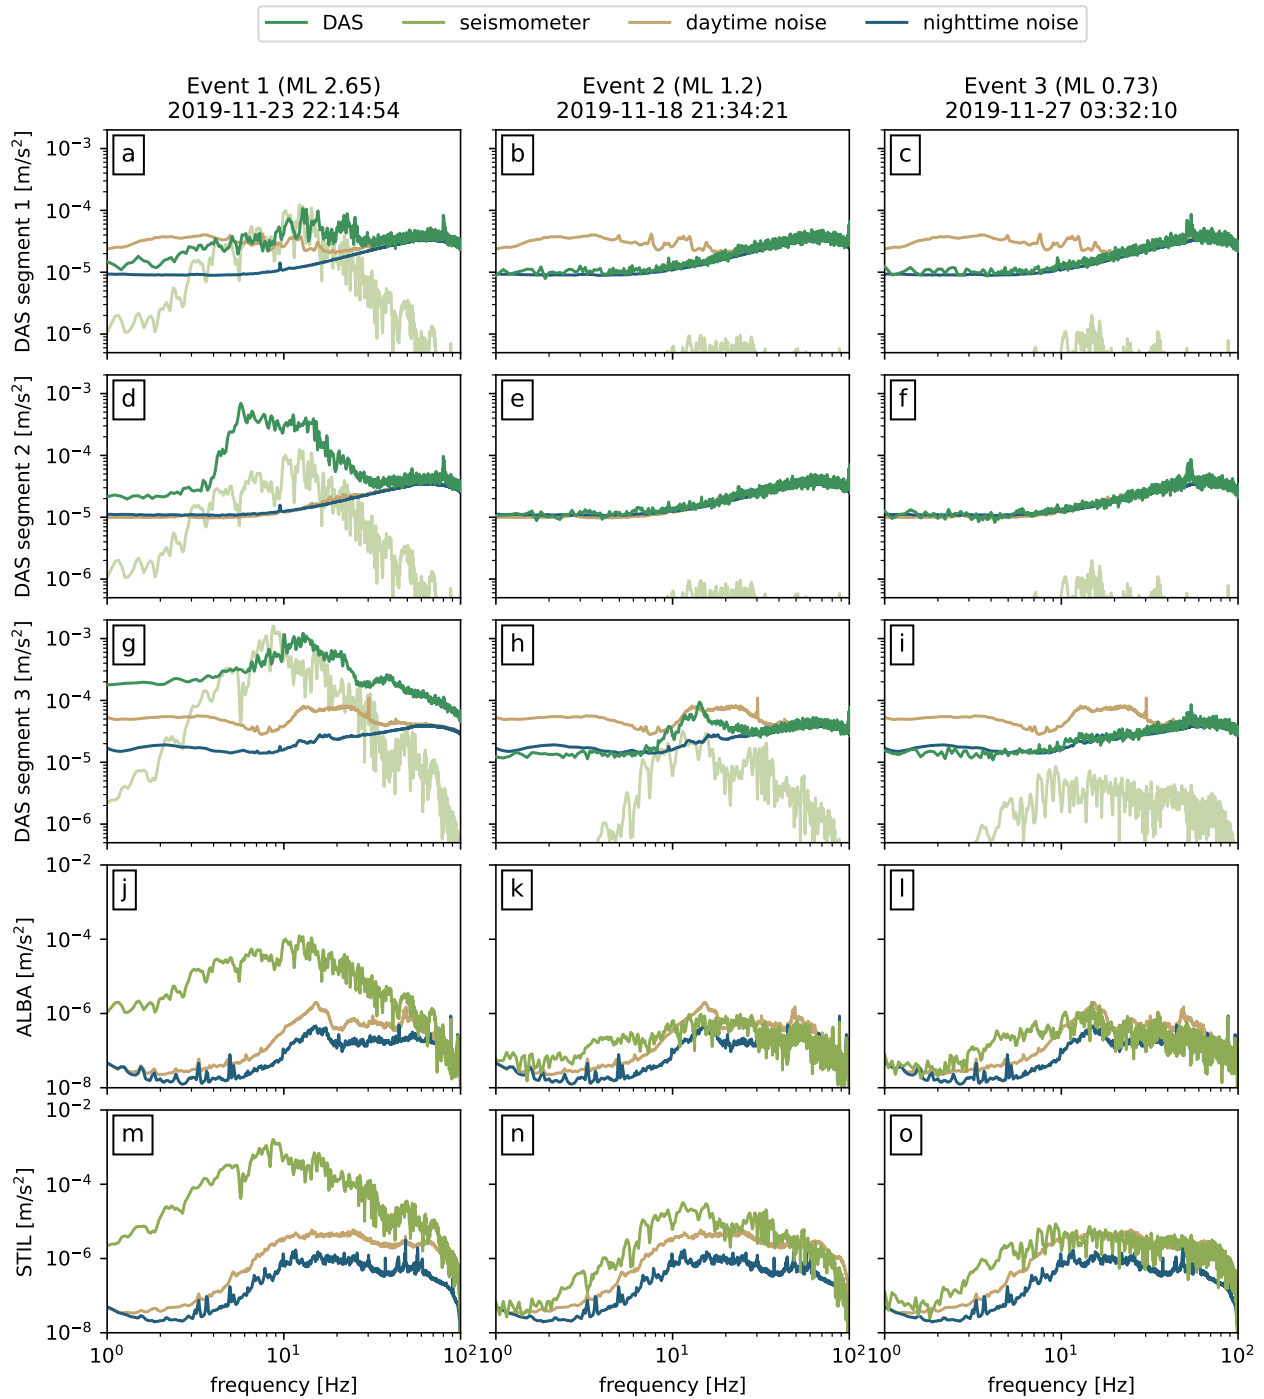 DAS seismometer daytime noise nighttime noise
Event 1 (ML 2.65) Event 2 (ML 1.2) Event 3 (ML 0.73)
2019-11-23 22:14:54 2019-11-18 21:34:21 2019-11-27 03:32:10
DAS segment 1 [m/s²]
10⁻³
10⁻⁴
10⁻⁵
10⁻⁶
a b c
DAS segment 2 [m/s²]
10⁻³
10⁻⁴
10⁻⁵
10⁻⁶
d e f
DAS segment 3 [m/s²]
10⁻³
10⁻⁴
10⁻⁵
10⁻⁶
g h i
ALBA [m/s²]
10⁻²
10⁻⁴
10⁻⁶
10⁻⁸
j k l
STIL [m/s²]
10⁻²
10⁻⁴
10⁻⁶
10⁻⁸
m n o
10⁰ 10¹ 10² 10⁰ 10¹ 10² 10⁰ 10¹ 10²
frequency [Hz] frequency [Hz] frequency [Hz]